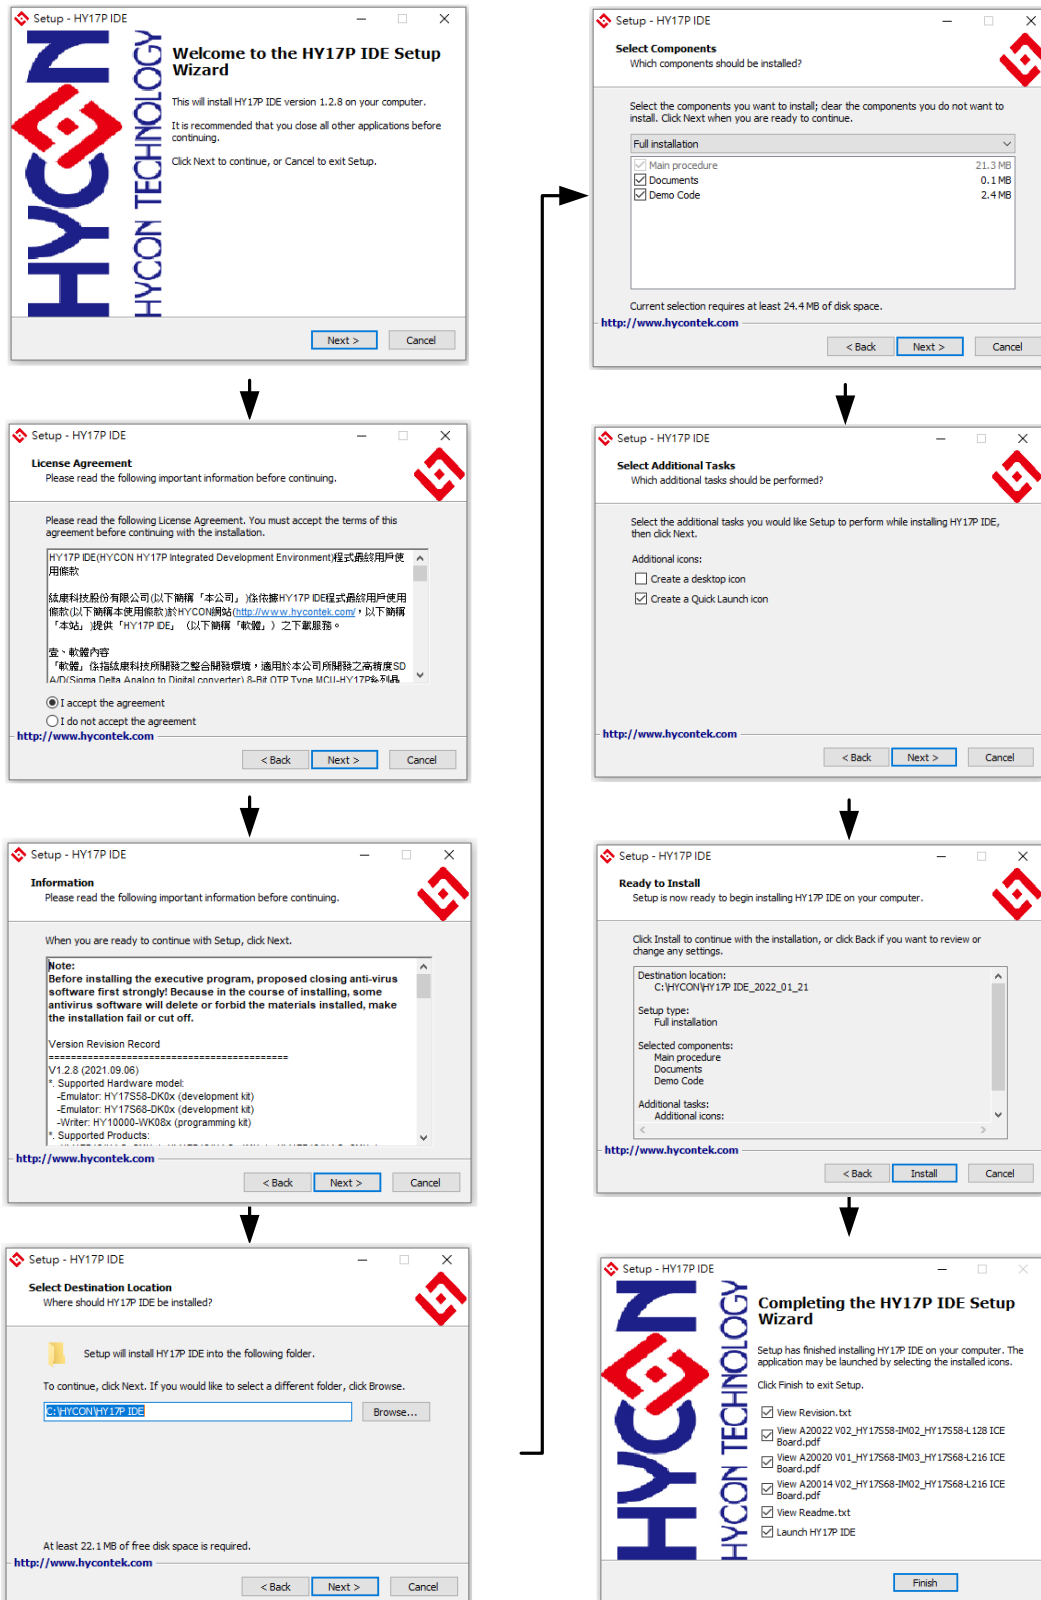 Setup - HY17P IDE
HYCON
HYCON TECHNOLOGY
Welcome to the HY17P IDE Setup
Wizard
This will install HY17P IDE version 1.2.8 on your computer.
It is recommended that you close all other applications before
continuing.
Click Next to continue, or Cancel to exit Setup.
Next >
Cancel
Setup - HY17P IDE
License Agreement
Please read the following important information before continuing.
Please read the following License Agreement. You must accept the terms of this
agreement before continuing with the installation.
HY17P IDE(HYCON HY17P Integrated Development Environment)程式最終用戶使
用條款
紘康科技股份有限公司(以下簡稱「本公司」)係依據HY17P IDE程式最終用戶使用
條款(以下簡稱本使用條款)於HYCON網站(http://www.hycontek.com/，以下簡稱
「本站」)提供「HY17P IDE」（以下簡稱「軟體」）之下載服務。
壹、軟體內容
「軟體」係指紘康科技所開發之整合開發環境，適用於本公司所開發之高精度SD
A/D(Sigma Delta Analog to Digital converter) 8-Bit OTP Type MCU-HY17P系列晶
I accept the agreement
I do not accept the agreement
http://www.hycontek.com
< Back
Next >
Cancel
Setup - HY17P IDE
Information
Please read the following important information before continuing.
When you are ready to continue with Setup, click Next.
Note:
Before installing the executive program, proposed closing anti-virus
software first strongly! Because in the course of installing, some
antivirus software will delete or forbid the materials installed, make
the installation fail or cut off.
Version Revision Record
===========================================
V1.2.8 (2021.09.06)
*. Supported Hardware model:
-Emulator: HY17S58-DK0x (development kit)
-Emulator: HY17S68-DK0x (development kit)
-Writer: HY10000-WK08x (programming kit)
*. Supported Products:
http://www.hycontek.com
< Back
Next >
Cancel
Setup - HY17P IDE
Select Destination Location
Where should HY17P IDE be installed?
Setup will install HY17P IDE into the following folder.
To continue, click Next. If you would like to select a different folder, click Browse.
C:\HYCON\HY17P IDE
Browse...
At least 22.1 MB of free disk space is required.
http://www.hycontek.com
< Back
Next >
Cancel
Setup - HY17P IDE
Select Components
Which components should be installed?
Select the components you want to install; clear the components you do not want to
install. Click Next when you are ready to continue.
Full installation
Main procedure 21.3 MB
Documents 0.1 MB
Demo Code 2.4 MB
Current selection requires at least 24.4 MB of disk space.
http://www.hycontek.com
< Back
Next >
Cancel
Setup - HY17P IDE
Select Additional Tasks
Which additional tasks should be performed?
Select the additional tasks you would like Setup to perform while installing HY17P IDE,
then click Next.
Additional icons:
Create a desktop icon
Create a Quick Launch icon
http://www.hycontek.com
< Back
Next >
Cancel
Setup - HY17P IDE
Ready to Install
Setup is now ready to begin installing HY17P IDE on your computer.
Click Install to continue with the installation, or click Back if you want to review or
change any settings.
Destination location:
C:\HYCON\HY17P IDE_2022_01_21
Setup type:
Full installation
Selected components:
Main procedure
Documents
Demo Code
Additional tasks:
Additional icons:
http://www.hycontek.com
< Back
Install
Cancel
Setup - HY17P IDE
HYCON
HYCON TECHNOLOGY
Completing the HY17P IDE Setup
Wizard
Setup has finished installing HY17P IDE on your computer. The
application may be launched by selecting the installed icons.
Click Finish to exit Setup.
View Revision.txt
View A20022 V02_HY17S58-IM02_HY17S58-L128 ICE
Board.pdf
View A20020 V01_HY17S68-IM03_HY17S68-L216 ICE
Board.pdf
View A20014 V02_HY17S68-IM02_HY17S68-L216 ICE
Board.pdf
View Readme.txt
Launch HY17P IDE
Finish